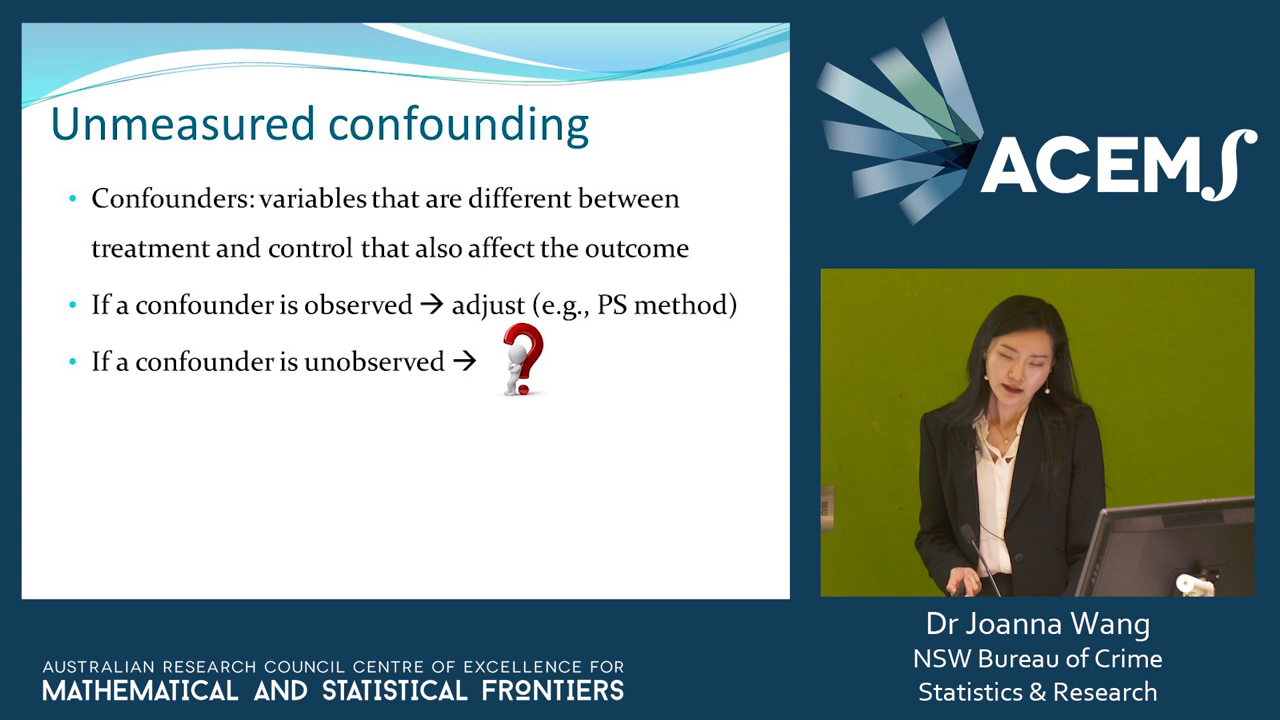 Unmeasured confounding
• Confounders: variables that are different between
treatment and control that also affect the outcome
• If a confounder is observed → adjust (e.g., PS method)
• If a confounder is unobserved → ?
ACEMS
Dr Joanna Wang
NSW Bureau of Crime
Statistics & Research
AUSTRALIAN RESEARCH COUNCIL CENTRE OF EXCELLENCE FOR
MATHEMATICAL AND STATISTICAL FRONTIERS